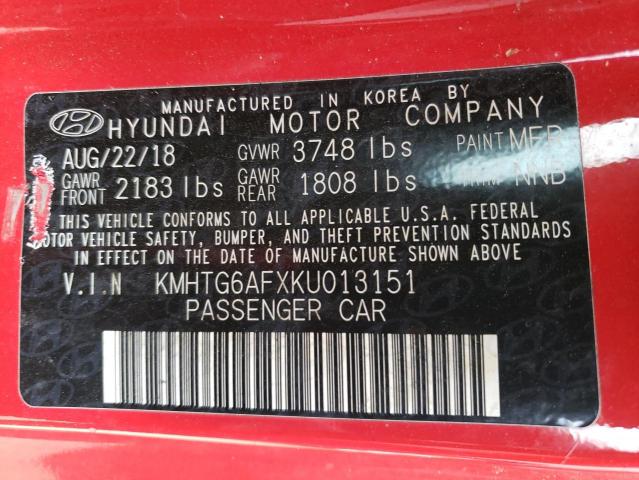 MANUFACTURED IN KOREA BY
HYUNDAI MOTOR COMPANY
AUG/22/18 GVWR 3748 lbs PAINT
GAWR FRONT 2183 lbs GAWR REAR 1808 lbs TRIM NNB
THIS VEHICLE CONFORMS TO ALL APPLICABLE U.S.A. FEDERAL
MOTOR VEHICLE SAFETY, BUMPER, AND THEFT PREVENTION STANDARDS
IN EFFECT ON THE DATE OF MANUFACTURE SHOWN ABOVE.
V.I.N KMHTG6AFXKU013151
PASSENGER CAR